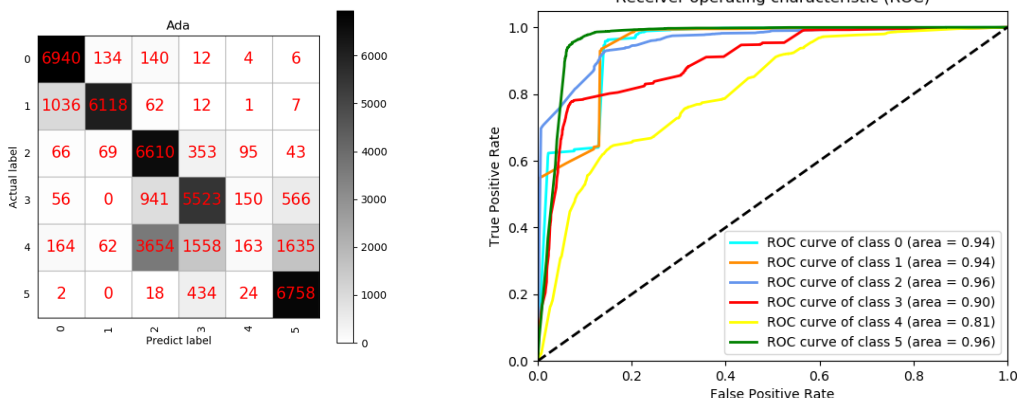 Ada
0 6940 134 140 12 4 6
1 1036 6118 62 12 1 7
2 66 69 6610 353 95 43
3 56 0 941 5523 150 566
4 164 62 3654 1558 163 1635
5 2 0 18 434 24 6758
0 1 2 3 4 5
Actual label
Predict label
6000
5000
4000
3000
2000
1000
0
Receiver operating characteristic (ROC)
1.0
0.8
0.6
0.4
0.2
0.0
True Positive Rate
ROC curve of class 0 (area = 0.94)
ROC curve of class 1 (area = 0.94)
ROC curve of class 2 (area = 0.96)
ROC curve of class 3 (area = 0.90)
ROC curve of class 4 (area = 0.81)
ROC curve of class 5 (area = 0.96)
0.0 0.2 0.4 0.6 0.8 1.0
False Positive Rate